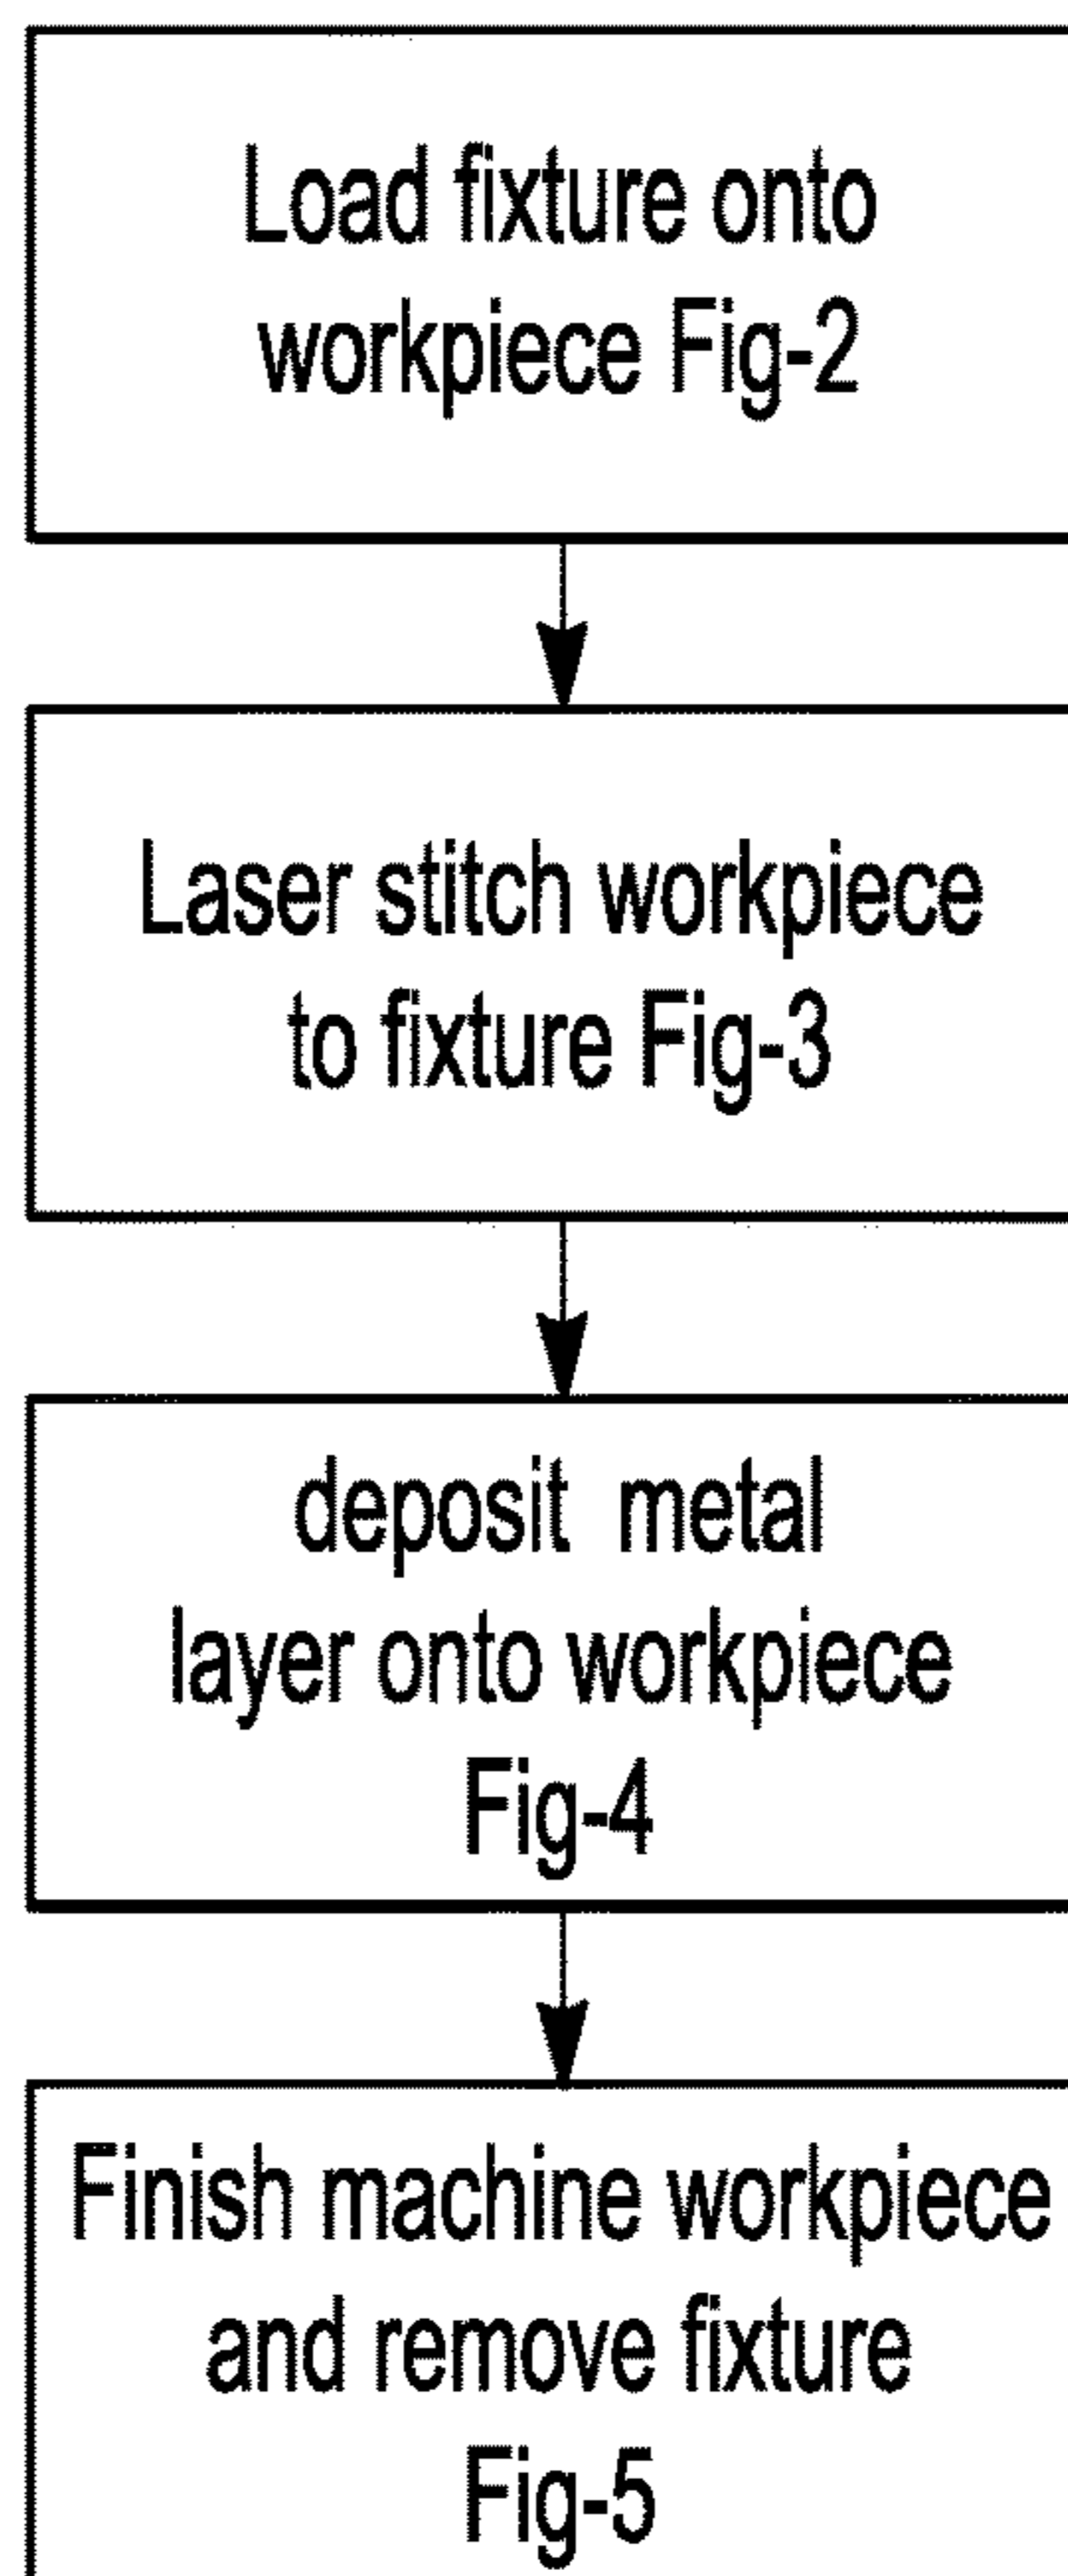 Load fixture onto
workpiece Fig-2
Laser stitch workpiece
to fixture Fig-3
deposit metal
layer onto workpiece
Fig-4
Finish machine workpiece
and remove fixture
Fig-5